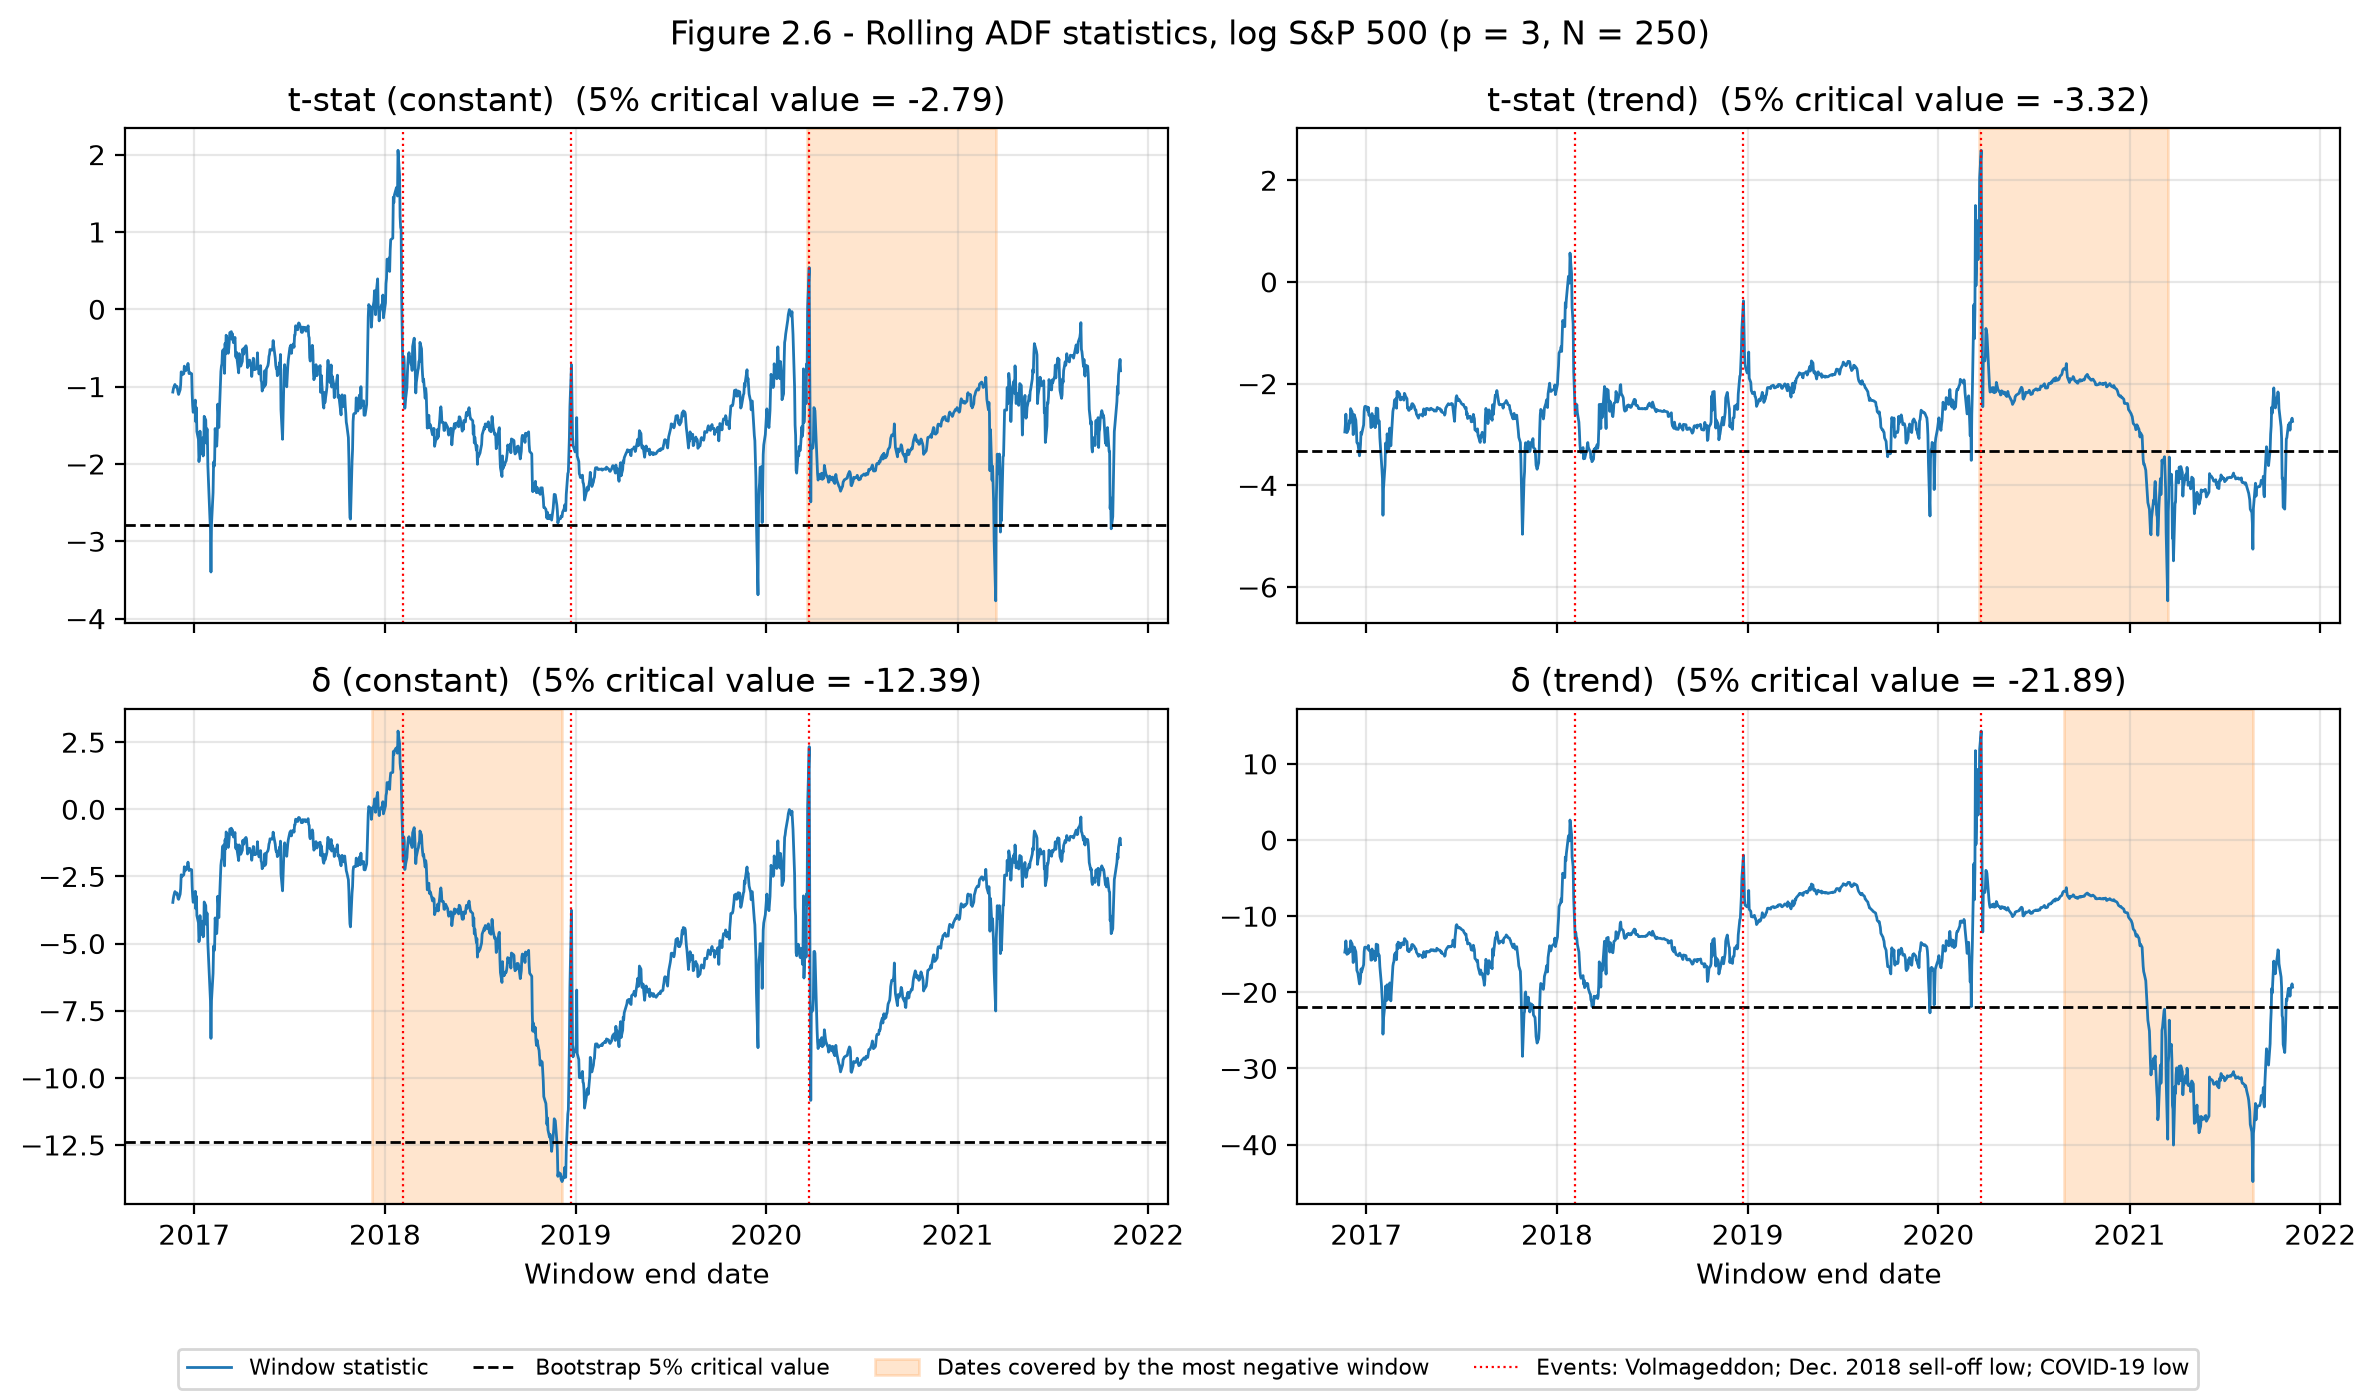 Figure 2.6 - Rolling ADF statistics, log S&P 500 (p = 3, N = 250)
t-stat (constant)  (5% critical value = -2.79)
2
1
0
−1
−2
−3
−4
t-stat (trend)  (5% critical value = -3.32)
2
0
−2
−4
−6
δ (constant)  (5% critical value = -12.39)
2.5
0.0
−2.5
−5.0
−7.5
−10.0
−12.5
2017 2018 2019 2020 2021 2022
Window end date
δ (trend)  (5% critical value = -21.89)
10
0
−10
−20
−30
−40
2017 2018 2019 2020 2021 2022
Window end date
Window statistic
Bootstrap 5% critical value
Dates covered by the most negative window
Events: Volmageddon; Dec. 2018 sell-off low; COVID-19 low